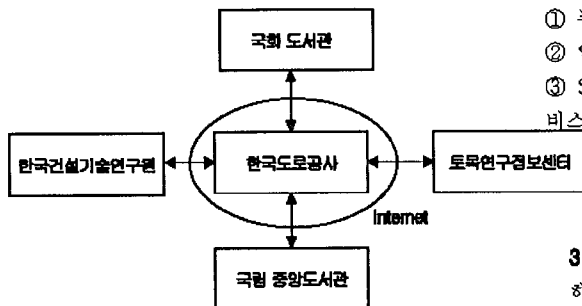 국회 도서관
한국건설기술연구원
한국도로공사
토목연구정보센터
Internet
국립 중앙도서관
①
②
③ S
비스
3